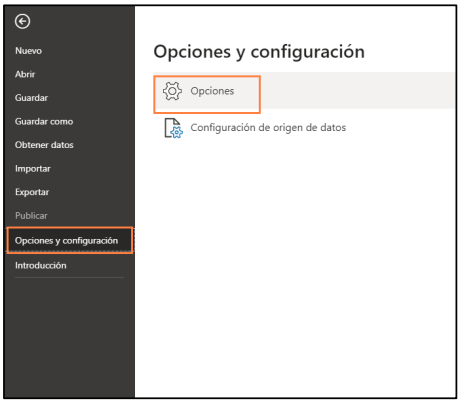 Nuevo
Abrir
Guardar
Guardar como
Obtener datos
Importar
Exportar
Publicar
Opciones y configuración
Introducción
Opciones y configuración
Opciones
Configuración de origen de datos